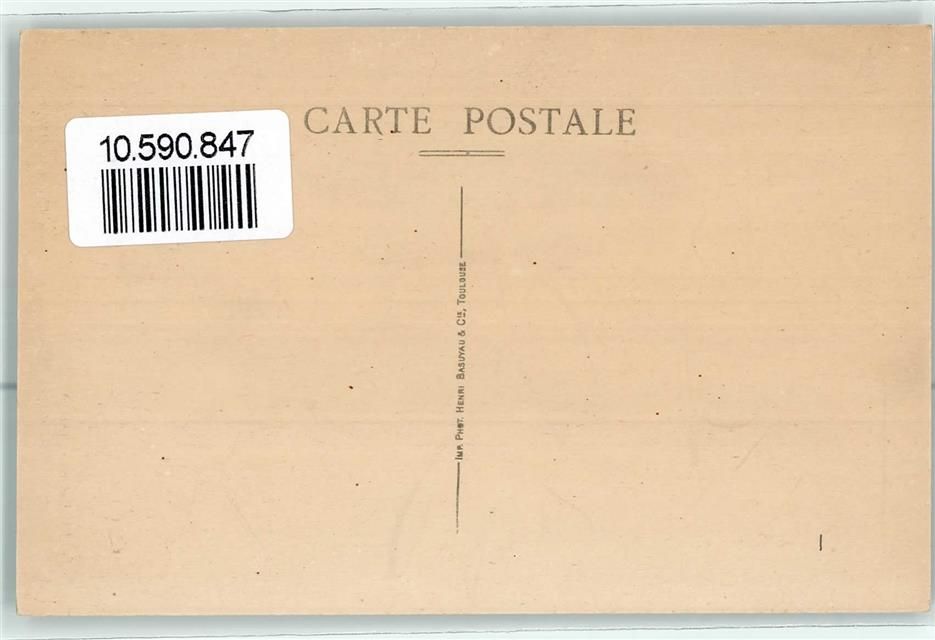 CARTE POSTALE
10.590.847
IMP. PHOT. HENRI BASUYAU & CIE, TOULOUSE